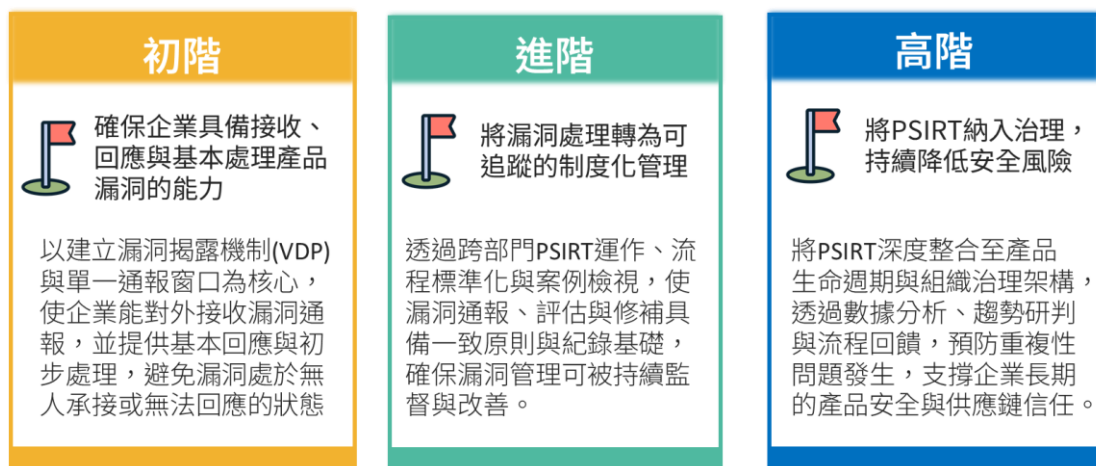 初階
確保企業具備接收、
回應與基本處理產品
漏洞的能力
以建立漏洞揭露機制(VDP)
與單一通報窗口為核心，
使企業能對外接收漏洞通
報，並提供基本回應與初
步處理，避免漏洞處於無
人承接或無法回應的狀態
進階
將漏洞處理轉為可
追蹤的制度化管理
透過跨部門PSIRT運作、流
程標準化與案例檢視，使
漏洞通報、評估與修補具
備一致原則與紀錄基礎，
確保漏洞管理可被持續監
督與改善。
高階
將PSIRT納入治理，
持續降低安全風險
將PSIRT深度整合至產品
生命週期與組織治理架構，
透過數據分析、趨勢研判
與流程回饋，預防重複性
問題發生，支撐企業長期
的產品安全與供應鏈信任。